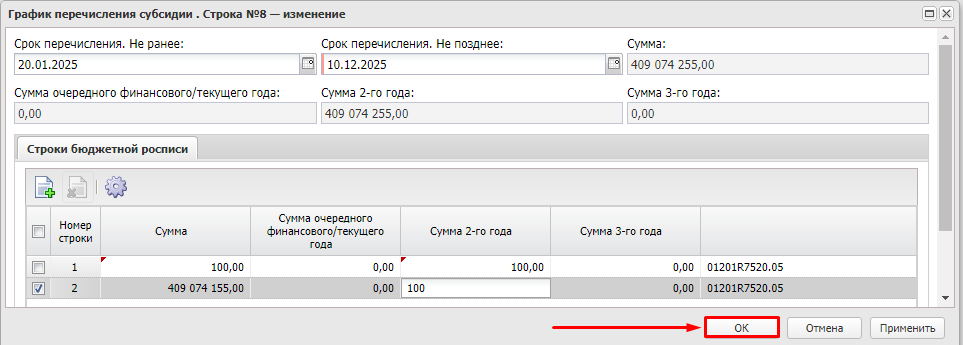 График перечисления субсидии . Строка №8 — изменение
Срок перечисления. Не ранее: Срок перечисления. Не позднее: Сумма:
20.01.2025 10.12.2025 409 074 255,00
Сумма очередного финансового/текущего года: Сумма 2-го года: Сумма 3-го года:
0,00 409 074 255,00 0,00
Строки бюджетной росписи
Номер строки Сумма Сумма очередного финансового/текущего года Сумма 2-го года Сумма 3-го года
1 100,00 0,00 100,00 0,00 01201R7520.05
2 409 074 155,00 0,00 100 0,00 01201R7520.05
ОК Отмена Применить